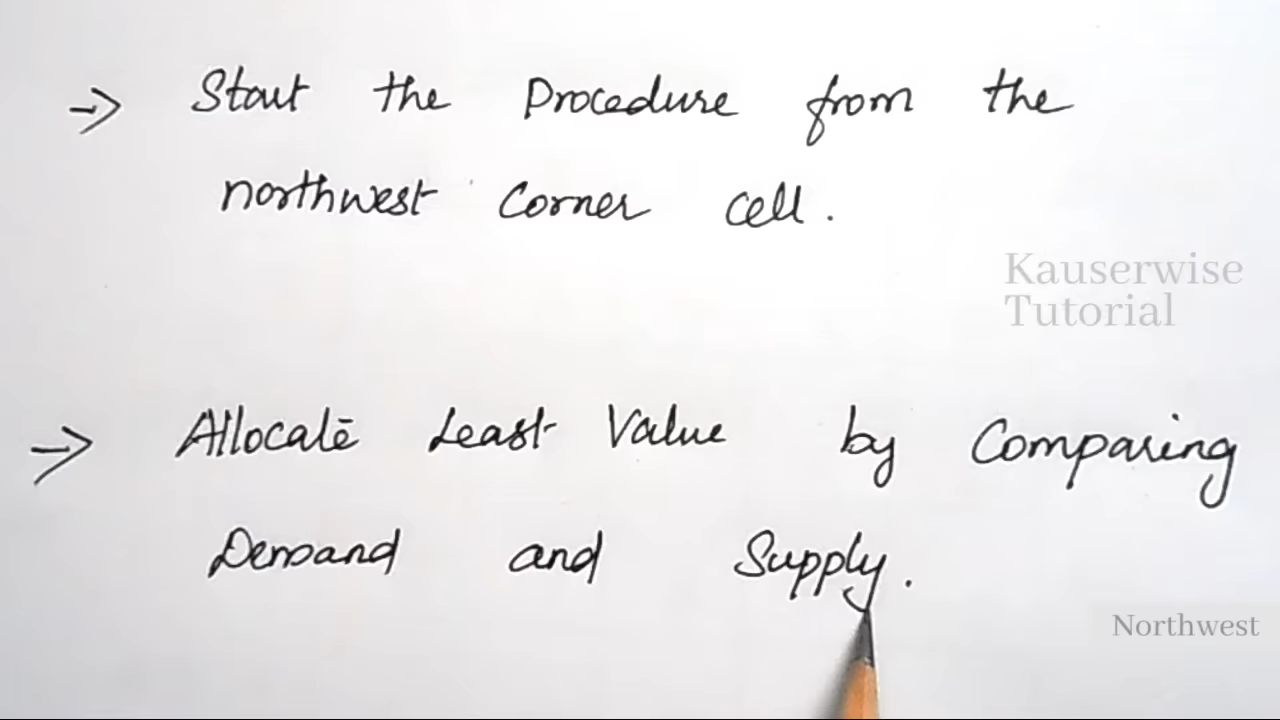 → Start the Procedure from the
northwest Corner cell.
Kauserwise
Tutorial
→ Allocate Least Value by Comparing
Demand and Supply.
Northwest